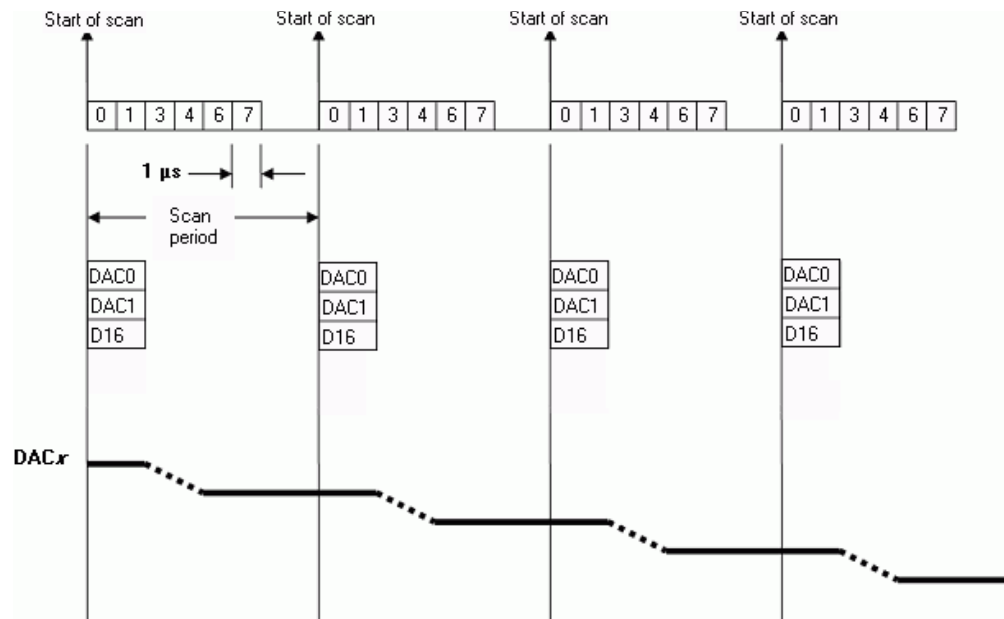 Start of scan Start of scan Start of scan Start of scan
0 1 3 4 6 7 0 1 3 4 6 7 0 1 3 4 6 7 0 1 3 4 6 7
1 µs
Scan
period
DAC0 DAC0 DAC0 DAC0
DAC1 DAC1 DAC1 DAC1
D16 D16 D16 D16
DACr